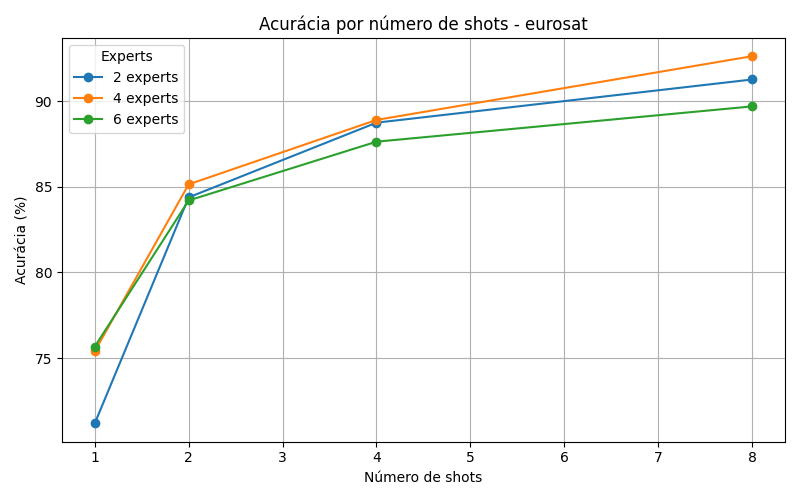 Acurácia por número de shots - eurosat
Experts
2 experts
4 experts
6 experts
Acurácia (%)
90
85
80
75
1 2 3 4 5 6 7 8
Número de shots